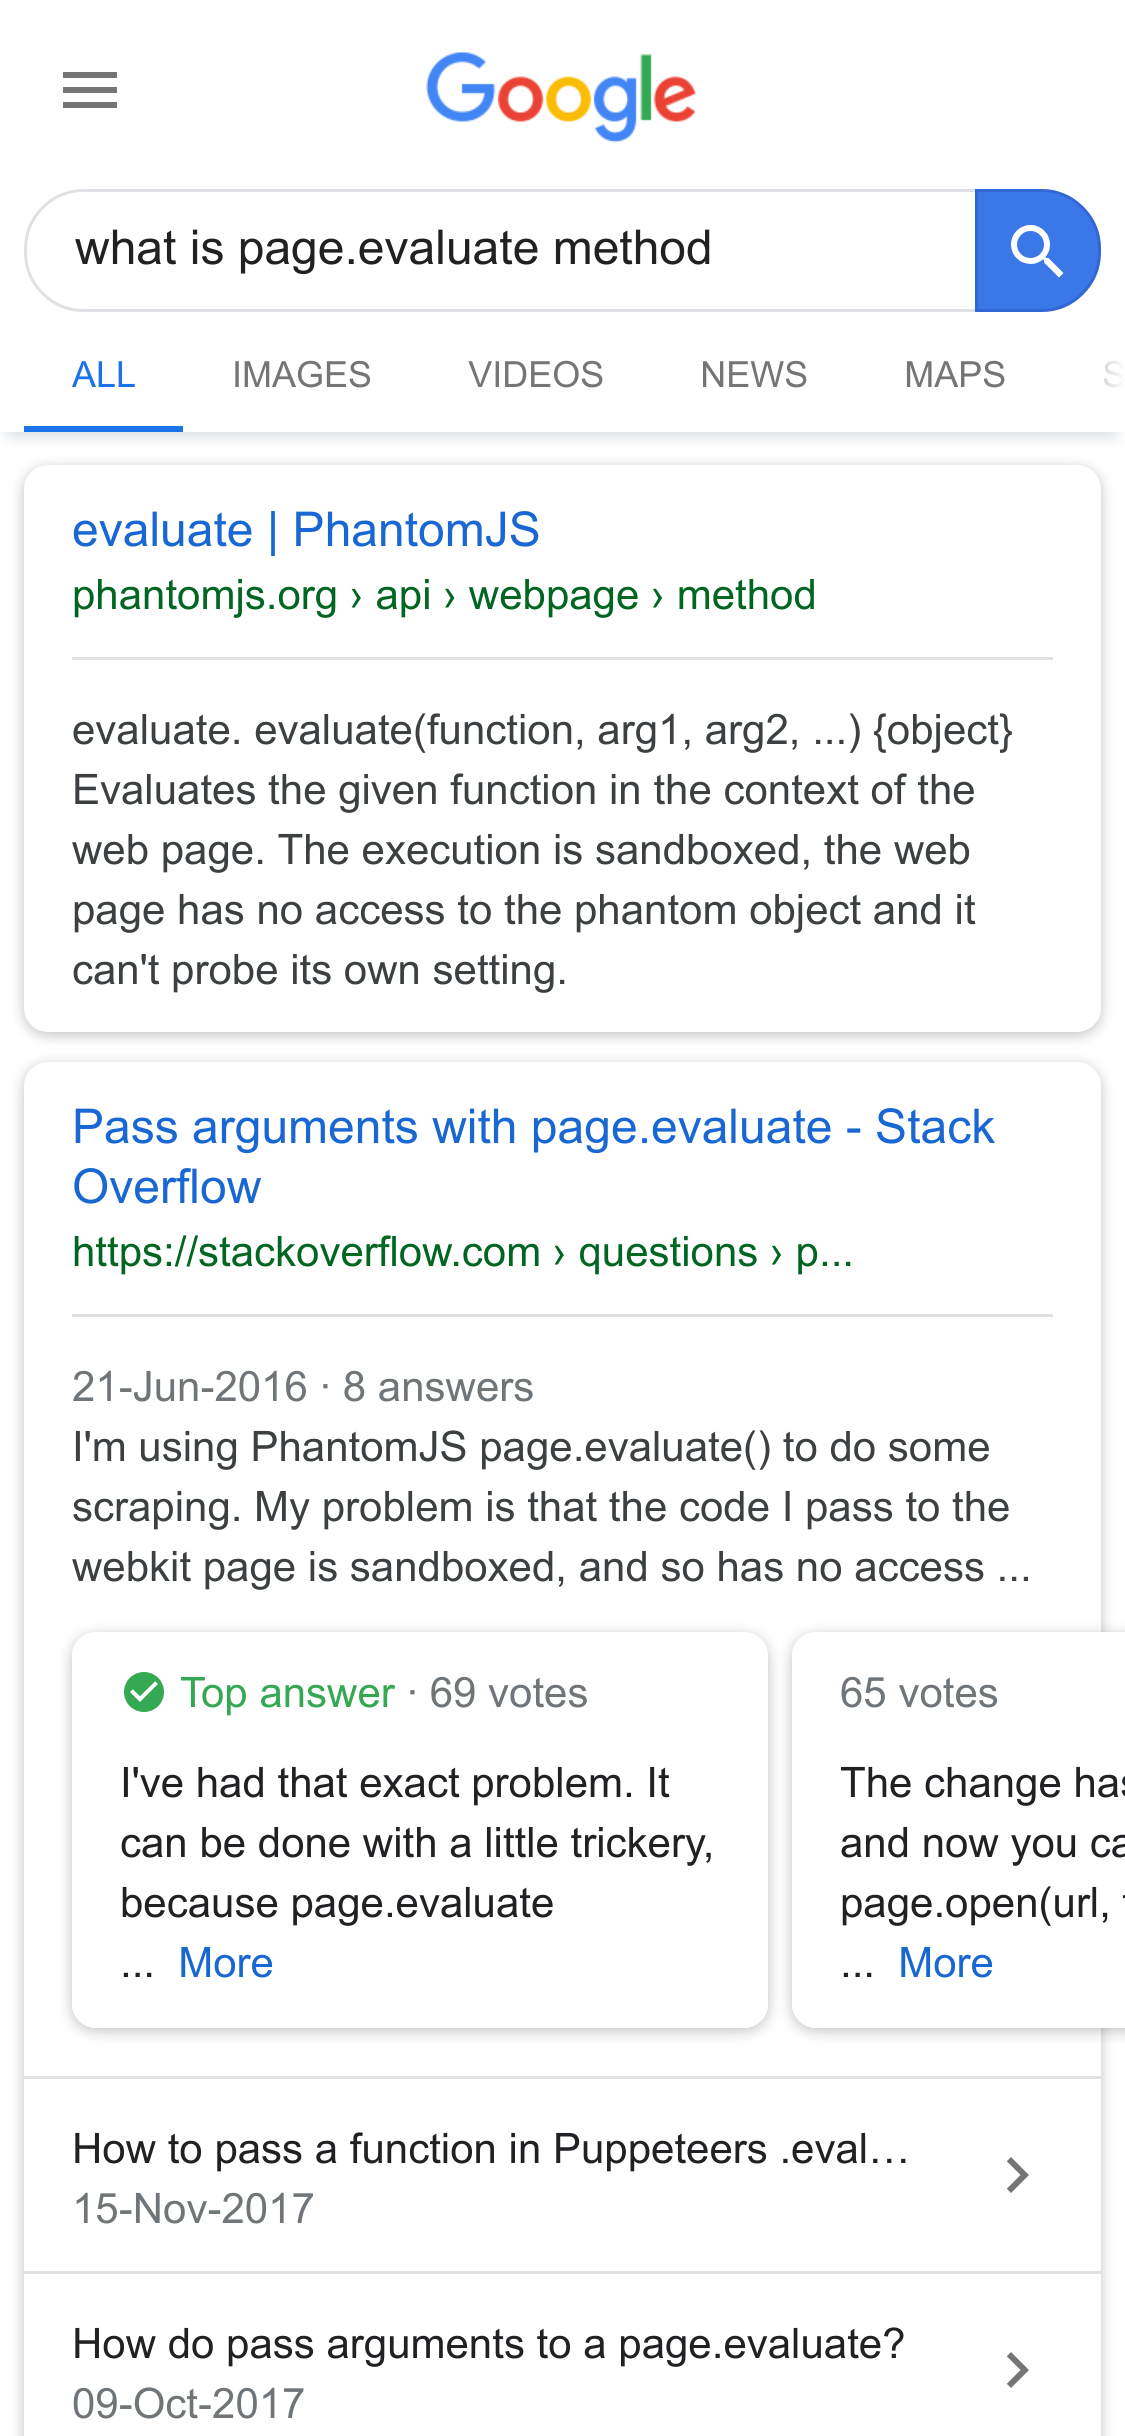 Google
what is page.evaluate method
ALL IMAGES VIDEOS NEWS MAPS
evaluate | PhantomJS
phantomjs.org › api › webpage › method
evaluate. evaluate(function, arg1, arg2, ...) {object}
Evaluates the given function in the context of the
web page. The execution is sandboxed, the web
page has no access to the phantom object and it
can't probe its own setting.
Pass arguments with page.evaluate - Stack
Overflow
https://stackoverflow.com › questions › p...
21-Jun-2016 · 8 answers
I'm using PhantomJS page.evaluate() to do some
scraping. My problem is that the code I pass to the
webkit page is sandboxed, and so has no access ...
Top answer · 69 votes
I've had that exact problem. It
can be done with a little trickery,
because page.evaluate
... More
65 votes
The change has
and now you ca
page.open(url,
... More
How to pass a function in Puppeteers .eval...
15-Nov-2017
How do pass arguments to a page.evaluate?
09-Oct-2017